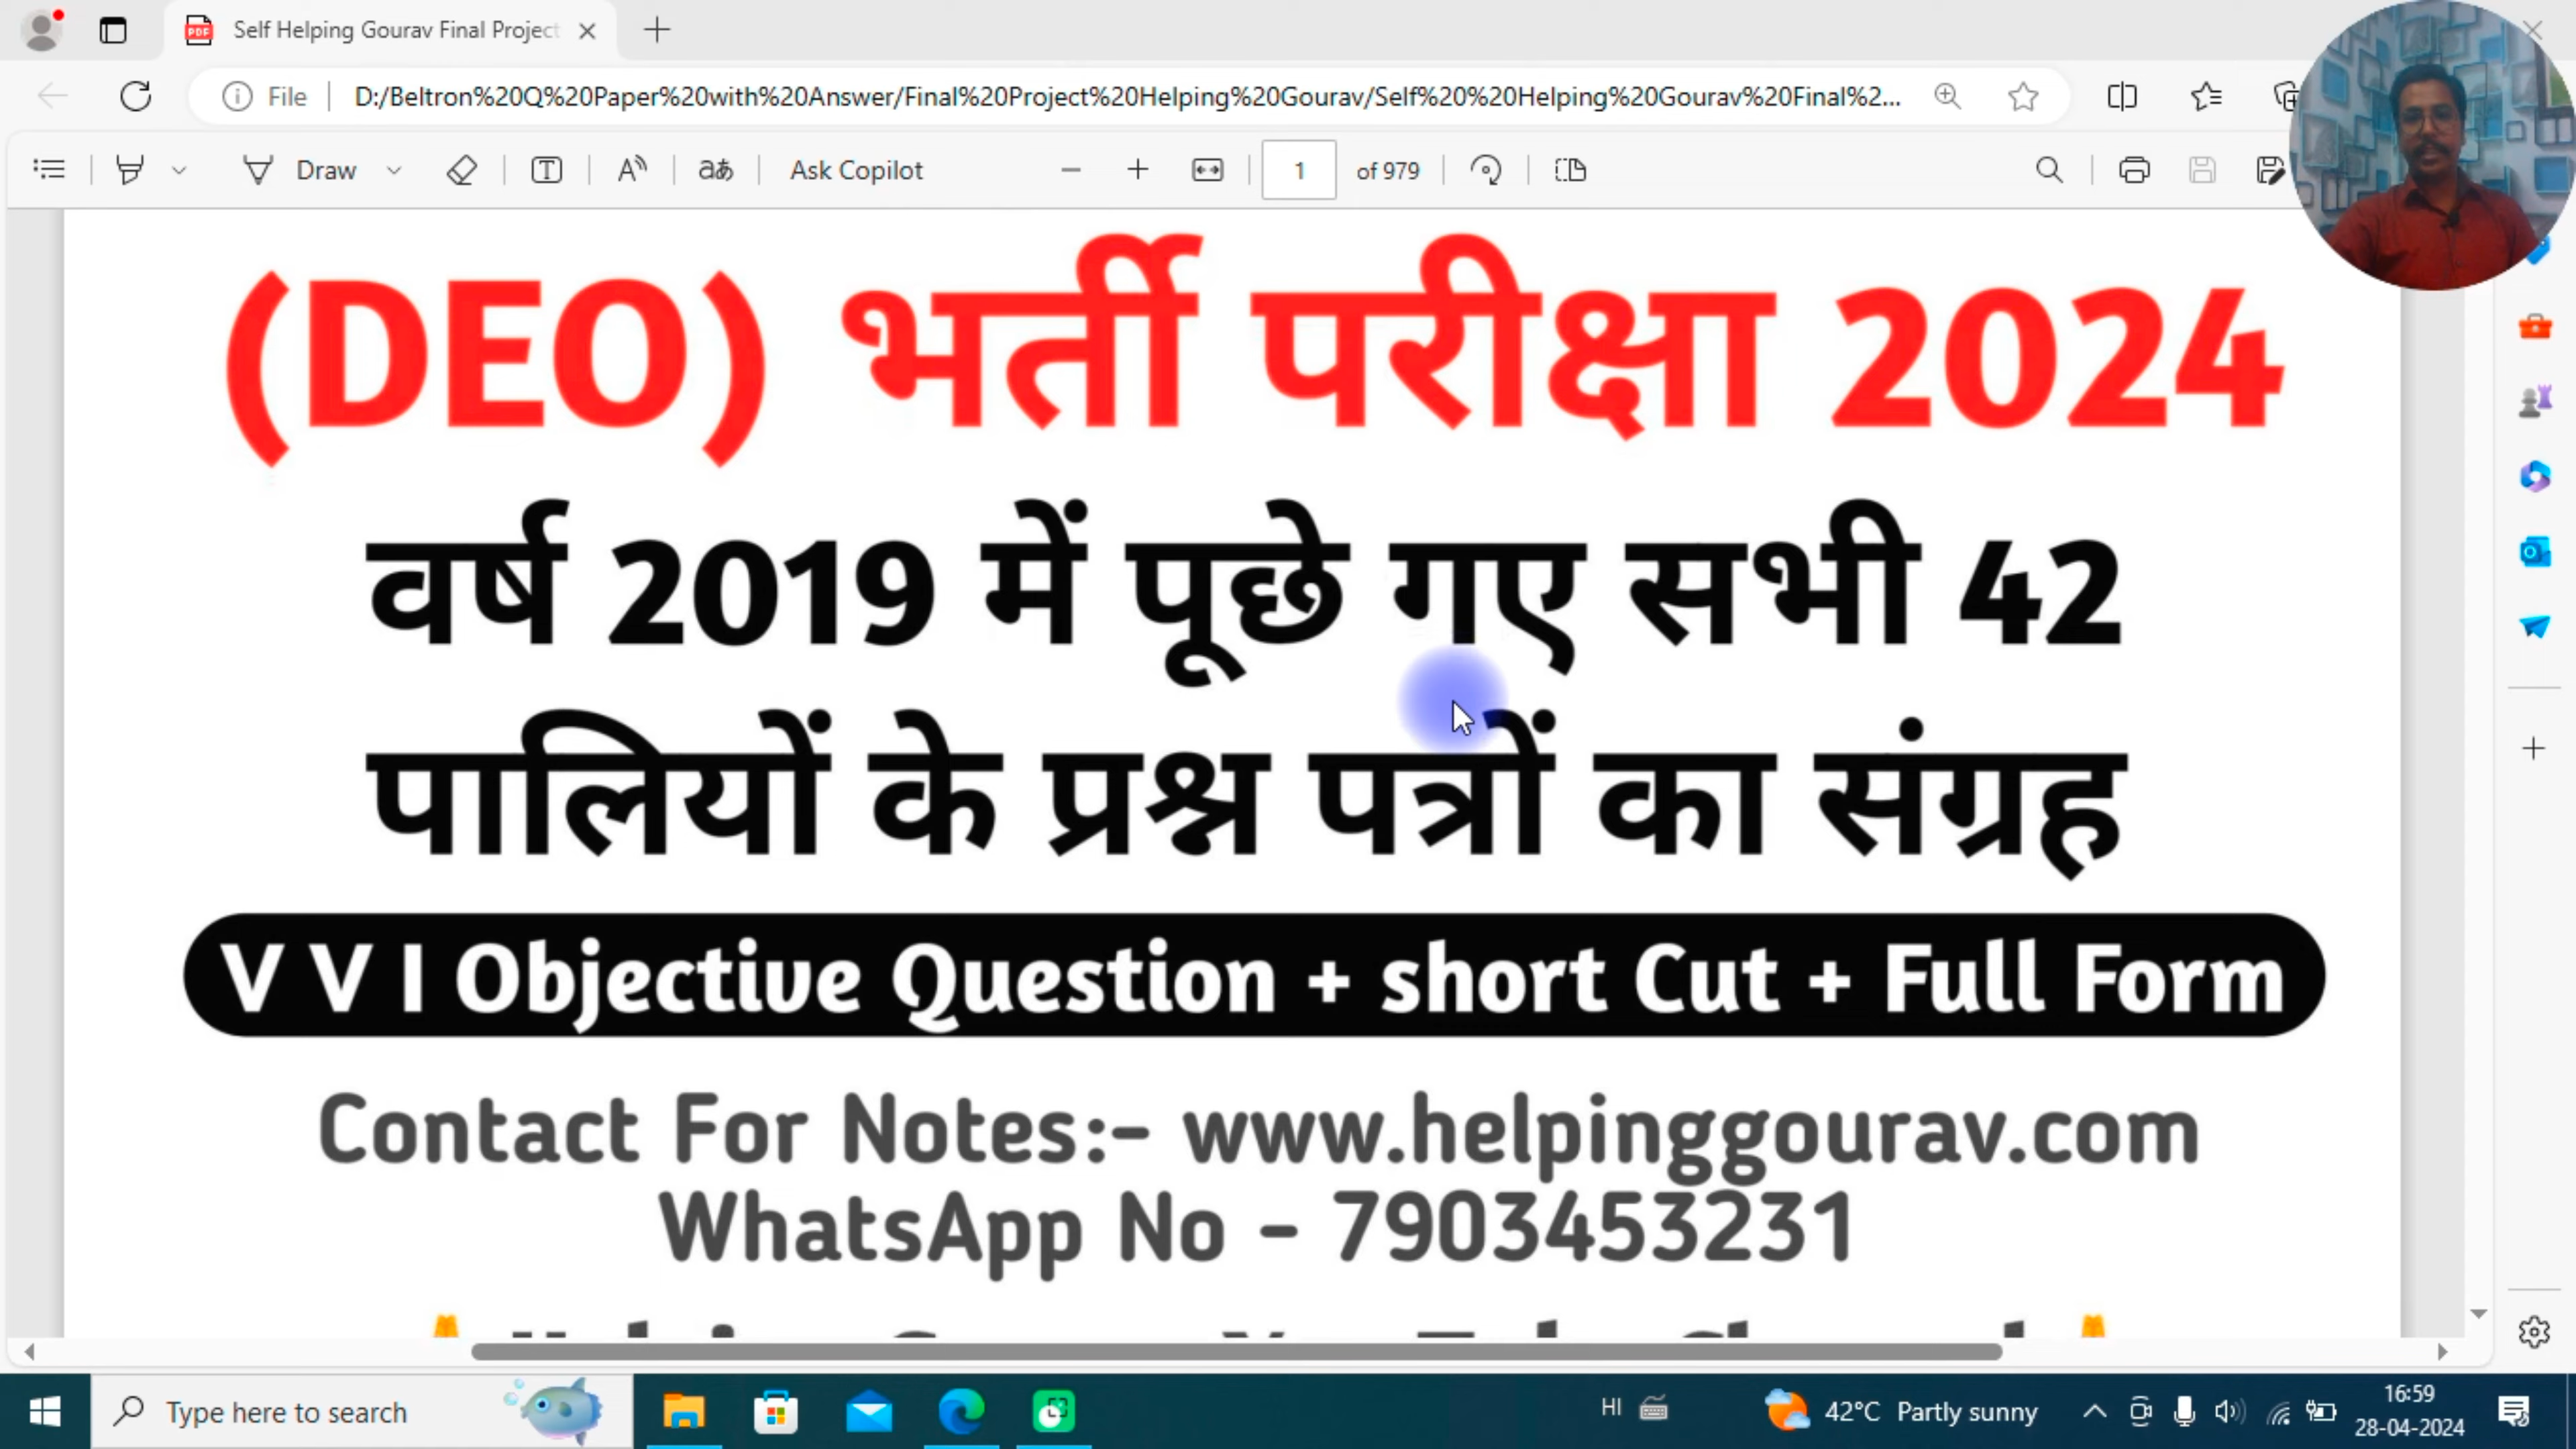 Self Helping Gourav Final Project
File
D:/Beltron%20Q%20Paper%20with%20Answer/Final%20Project%20Helping%20Gourav/Self%20%20Helping%20Gourav%20Final%2...
Draw
Ask Copilot
1 of 979
(DEO) भर्ती परीक्षा 2024
वर्ष 2019 में पूछे गए सभी 42
पालियों के प्रश्न पत्रों का संग्रह
V V I Objective Question + short Cut + Full Form
Contact For Notes:- www.helpinggourav.com
WhatsApp No - 7903453231
Type here to search
HI
42°C Partly sunny
16:59
28-04-2024